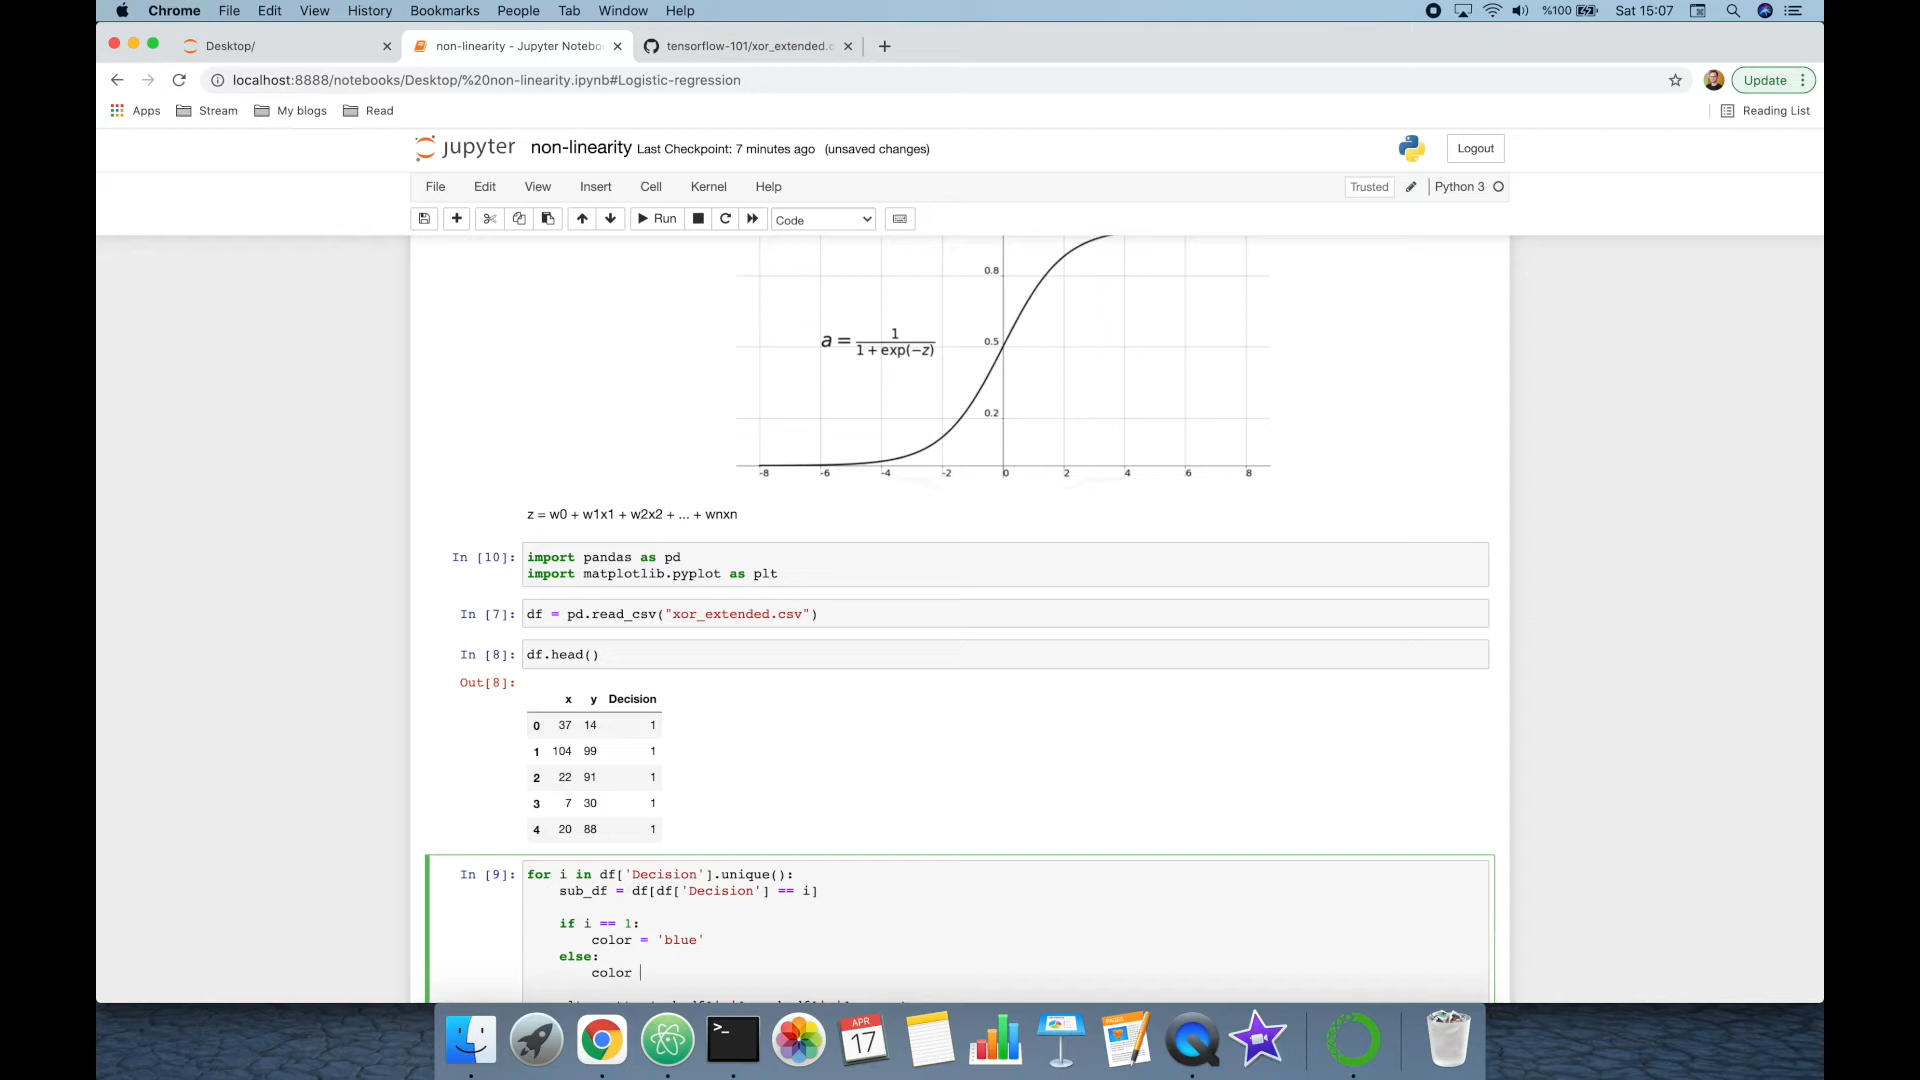 Chrome File Edit View History Bookmarks People Tab Window Help %100 Sat 15:07
Desktop/ non-linearity - Jupyter Notebo tensorflow-101/xor_extended.c
localhost:8888/notebooks/Desktop/%20non-linearity.ipynb#Logistic-regression Update
Apps Stream My blogs Read Reading List
jupyter non-linearity Last Checkpoint: 7 minutes ago (unsaved changes) Logout
File Edit View Insert Cell Kernel Help Trusted Python 3
Run Code
0.8
a = 1 / 1 + exp(−z)
0.5
0.2
-8 -6 -4 -2 0 2 4 6 8
z = w0 + w1x1 + w2x2 + ... + wnxn
In [10]: import pandas as pd
import matplotlib.pyplot as plt
In [7]: df = pd.read_csv("xor_extended.csv")
In [8]: df.head()
Out[8]:
x y Decision
0 37 14 1
1 104 99 1
2 22 91 1
3 7 30 1
4 20 88 1
In [9]: for i in df['Decision'].unique():
sub_df = df[df['Decision'] == i]
if i == 1:
color = 'blue'
else:
color
APR
17